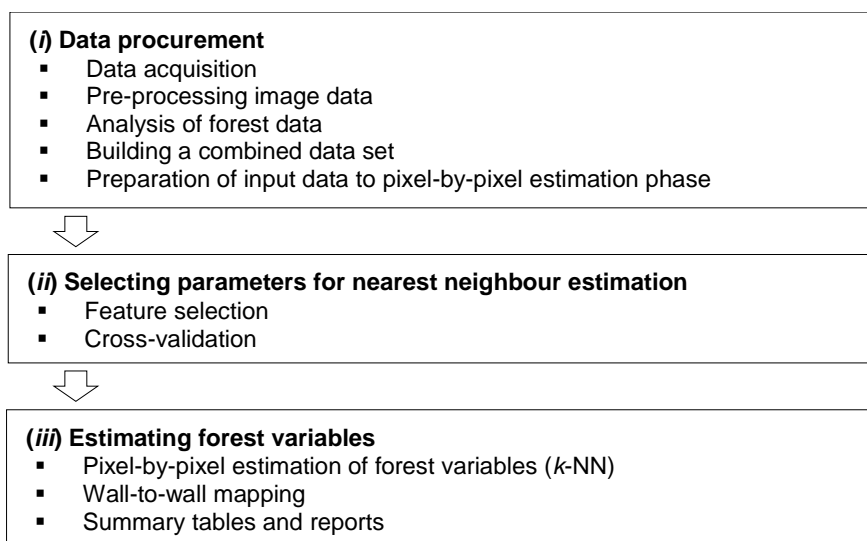 (i) Data procurement
▪ Data acquisition
▪ Pre-processing image data
▪ Analysis of forest data
▪ Building a combined data set
▪ Preparation of input data to pixel-by-pixel estimation phase
(ii) Selecting parameters for nearest neighbour estimation
▪ Feature selection
▪ Cross-validation
(iii) Estimating forest variables
▪ Pixel-by-pixel estimation of forest variables (k-NN)
▪ Wall-to-wall mapping
▪ Summary tables and reports